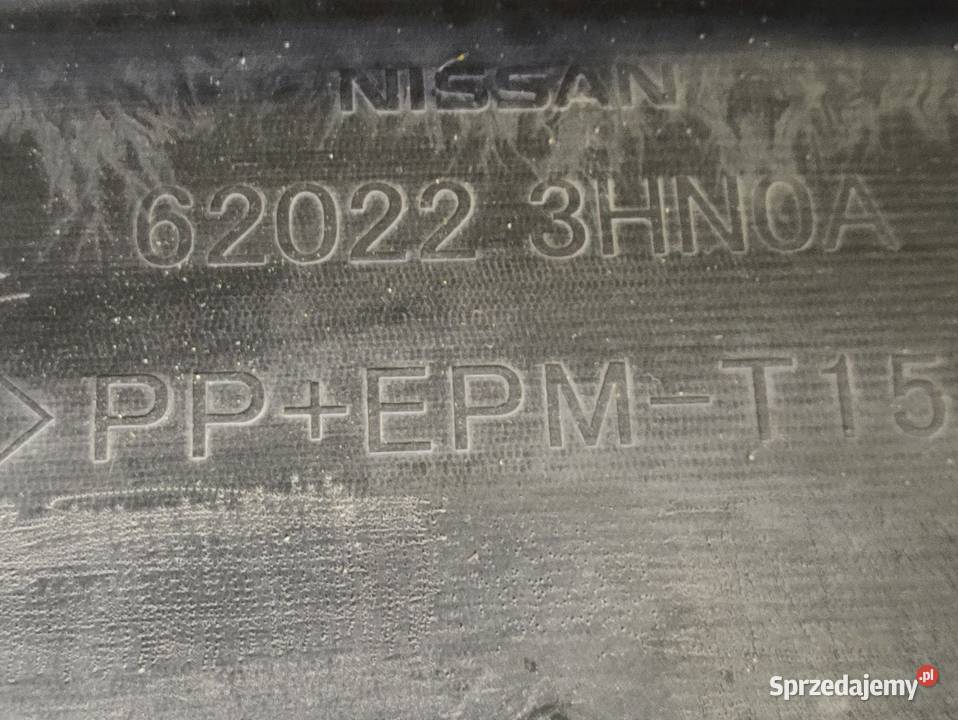 NISSAN
62022 3HN0A
>PP+EPM-T15
Sprzedajemy.pl